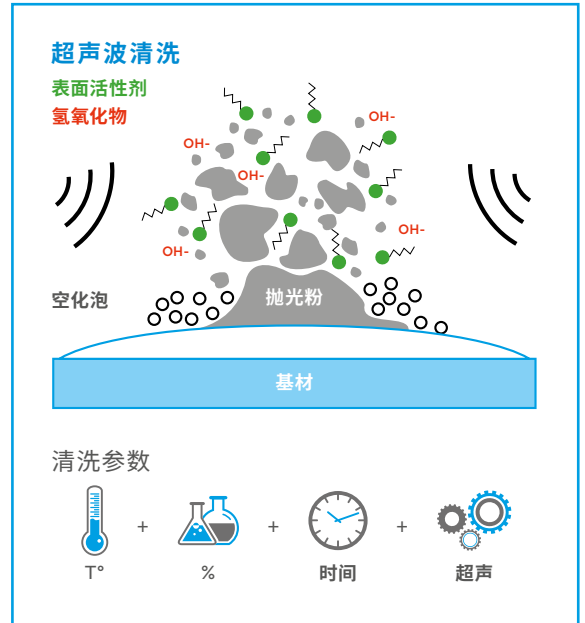 超声波清洗
表面活性剂
氢氧化物
OH-
OH-
OH-
OH-
OH-
空化泡
抛光粉
基材
清洗参数
+ + +
T° % 时间 超声